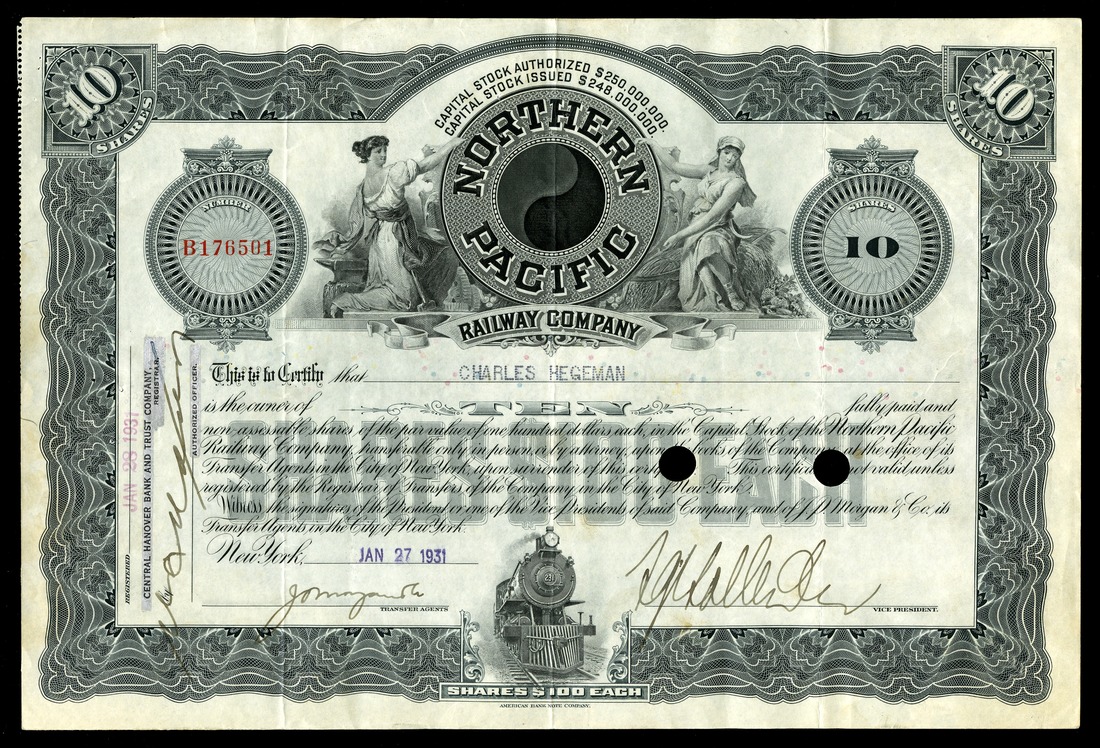 10
SHARES
CAPITAL STOCK AUTHORIZED $250,000,000.
CAPITAL STOCK ISSUED $248,000,000.
10
SHARES
NORTHERN
PACIFIC
RAILWAY COMPANY
NUMBER
B176501
SHARES
10
This is to Certify that CHARLES HEGEMAN
is the owner of TEN fully paid and
non-assessable shares of the par value of one hundred dollars each, in the Capital Stock of the Northern Pacific
Railway Company, transferable only in person, or by attorney, upon the books of the Company at the office of its
Transfer Agents in the City of New York, upon surrender of this This certificate not valid unless
registered by the Registrar of Transfers of the Company in the City of New York.
Witness the signatures of the President or one of the Vice Presidents of said Company, and of J.P. Morgan & Co., its
Transfer Agents in the City of New York.
SHARES $100 EACH
New York, JAN 27 1931
TRANSFER AGENTS
VICE PRESIDENT.
REGISTERED JAN 28 1931
CENTRAL HANOVER BANK AND TRUST COMPANY,
REGISTRAR.
AUTHORIZED OFFICER.
SHARES $100 EACH
AMERICAN BANK NOTE COMPANY.